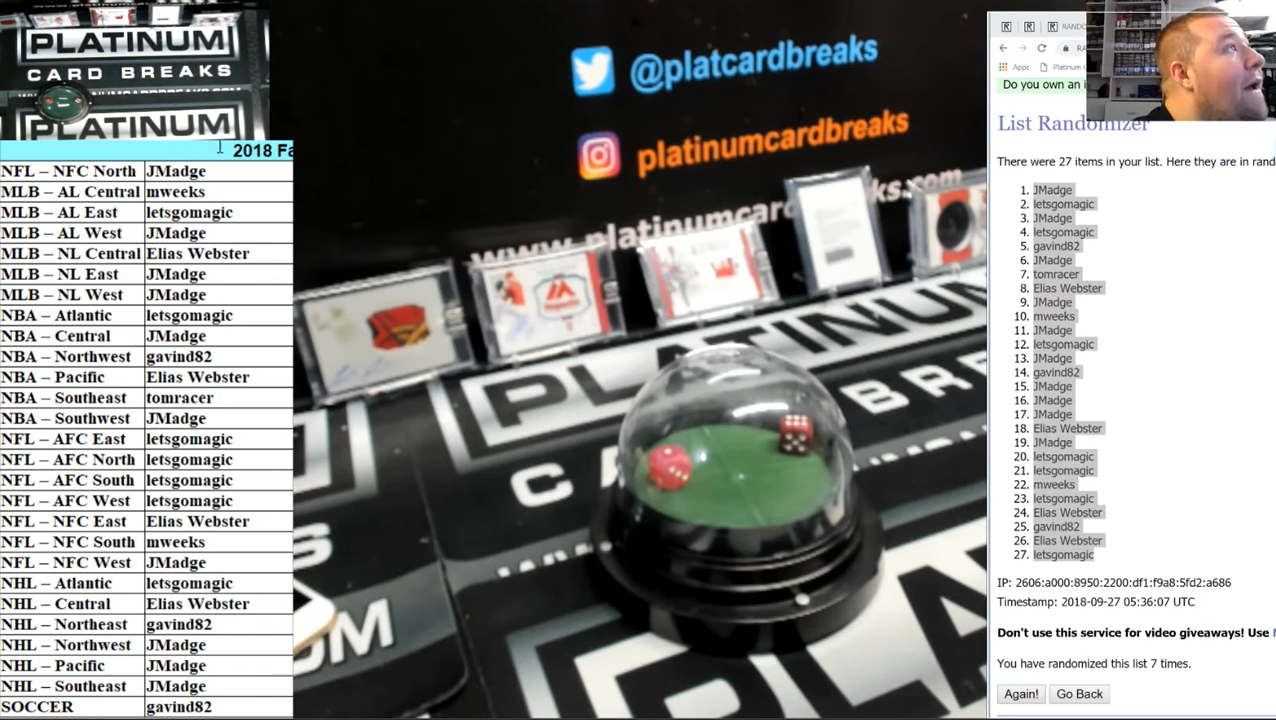 PLATINUM
CARD BREAKS
PLATINUM
2018 Fa
NFL – NFC North JMadge
MLB – AL Central mweeks
MLB – AL East letsgomagic
MLB – AL West JMadge
MLB – NL Central Elias Webster
MLB – NL East JMadge
MLB – NL West JMadge
NBA – Atlantic letsgomagic
NBA – Central JMadge
NBA – Northwest gavind82
NBA – Pacific Elias Webster
NBA – Southeast tomracer
NBA – Southwest JMadge
NFL – AFC East letsgomagic
NFL – AFC North letsgomagic
NFL – AFC South letsgomagic
NFL – AFC West letsgomagic
NFL – NFC East Elias Webster
NFL – NFC South mweeks
NFL – NFC West JMadge
NHL – Atlantic letsgomagic
NHL – Central Elias Webster
NHL – Northeast gavind82
NHL – Northwest JMadge
NHL – Pacific JMadge
NHL – Southeast JMadge
SOCCER gavind82
@platcardbreaks
platinumcardbreaks
www.platinumcardbreaks.com
PLATINUM
CA BRE
PLA
Apps Platinum C
Do you own an i
List Randomizer
There were 27 items in your list. Here they are in rand
1. JMadge
2. letsgomagic
3. JMadge
4. letsgomagic
5. gavind82
6. JMadge
7. tomracer
8. Elias Webster
9. JMadge
10. mweeks
11. JMadge
12. letsgomagic
13. JMadge
14. gavind82
15. JMadge
16. JMadge
17. JMadge
18. Elias Webster
19. JMadge
20. letsgomagic
21. letsgomagic
22. mweeks
23. letsgomagic
24. Elias Webster
25. gavind82
26. Elias Webster
27. letsgomagic
IP: 2606:a000:8950:2200:df1:f9a8:5fd2:a686
Timestamp: 2018-09-27 05:36:07 UTC
Don't use this service for video giveaways! Use
You have randomized this list 7 times.
Again! Go Back